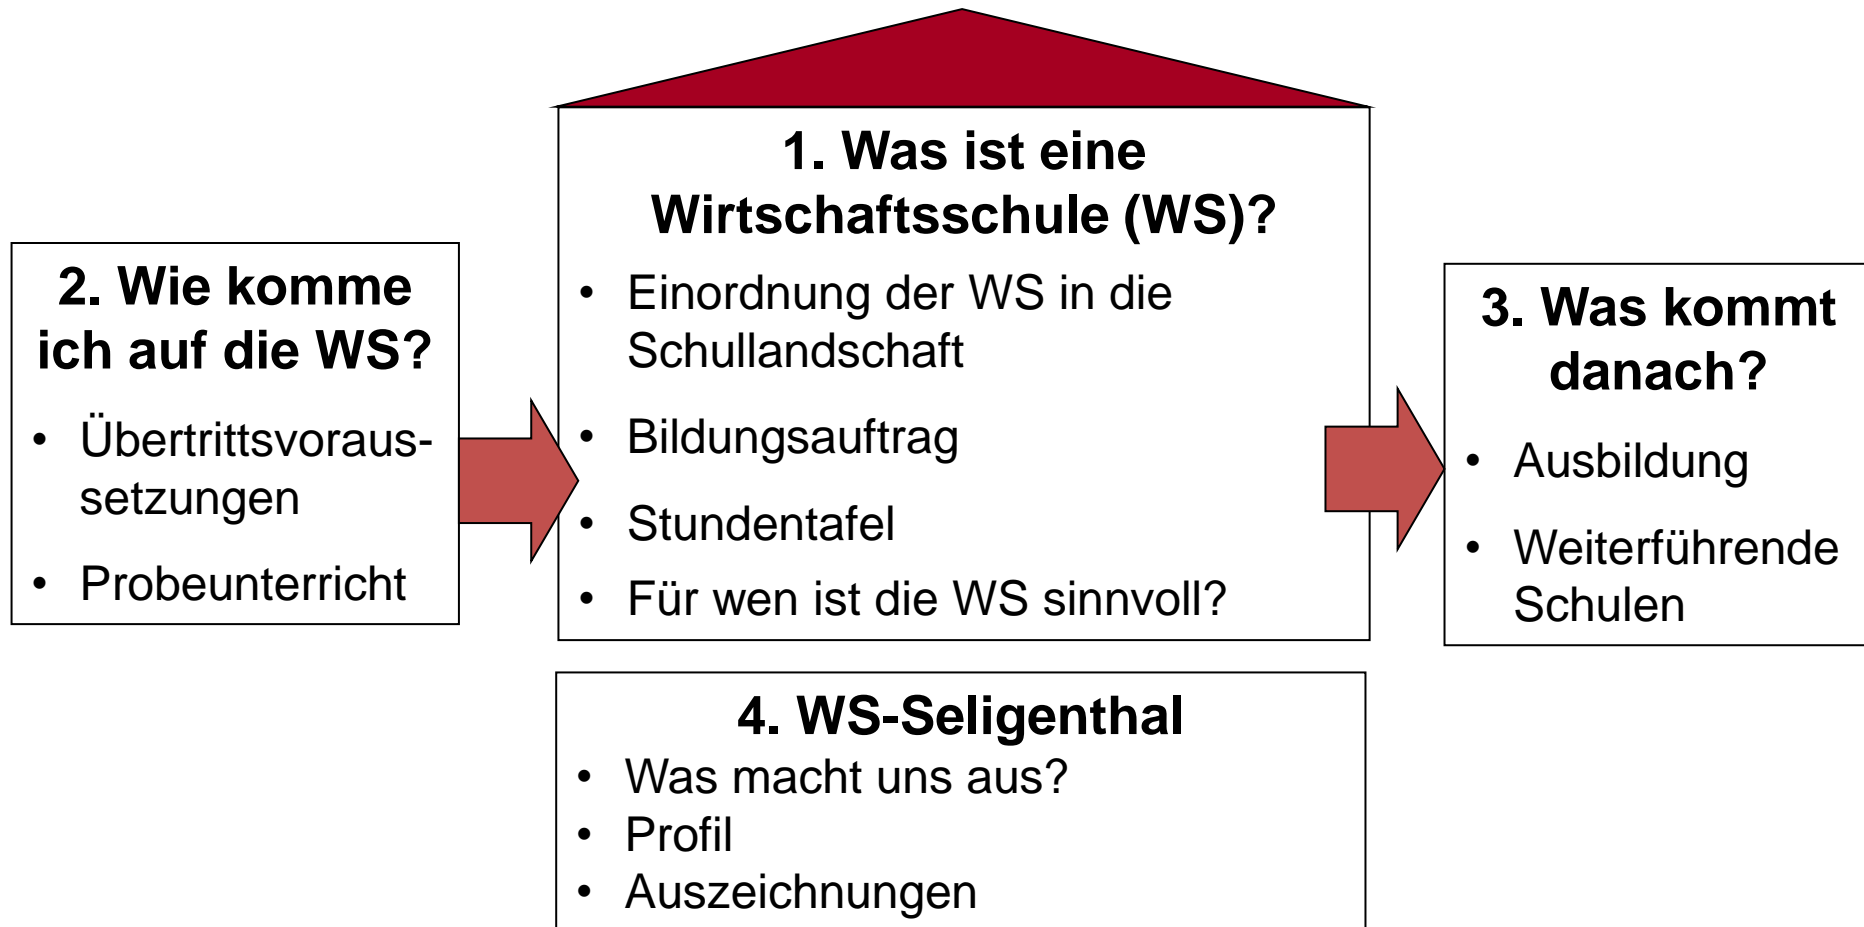 1. Was ist eine
Wirtschaftsschule (WS)?
• Einordnung der WS in die
Schullandschaft
• Bildungsauftrag
• Stundentafel
• Für wen ist die WS sinnvoll?
2. Wie komme
ich auf die WS?
• Übertrittsvoraus-
setzungen
• Probeunterricht
3. Was kommt
danach?
• Ausbildung
• Weiterführende
Schulen
4. WS-Seligenthal
• Was macht uns aus?
• Profil
• Auszeichnungen